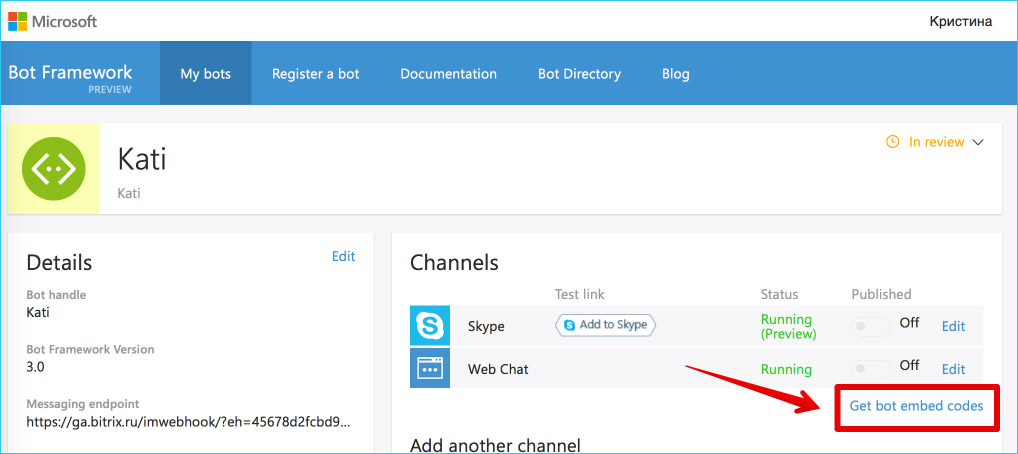 Microsoft
Кристина
Bot Framework
PREVIEW
My bots
Register a bot
Documentation
Bot Directory
Blog
Kati
Kati
In review
Details
Edit
Bot handle
Kati
Bot Framework Version
3.0
Messaging endpoint
https://ga.bitrix.ru/imwebhook/?eh=45678d2fcbd9...
Channels
Test link
Status
Published
Skype
Add to Skype
Running
(Preview)
Off
Edit
Web Chat
Running
Off
Edit
Get bot embed codes
Add another channel